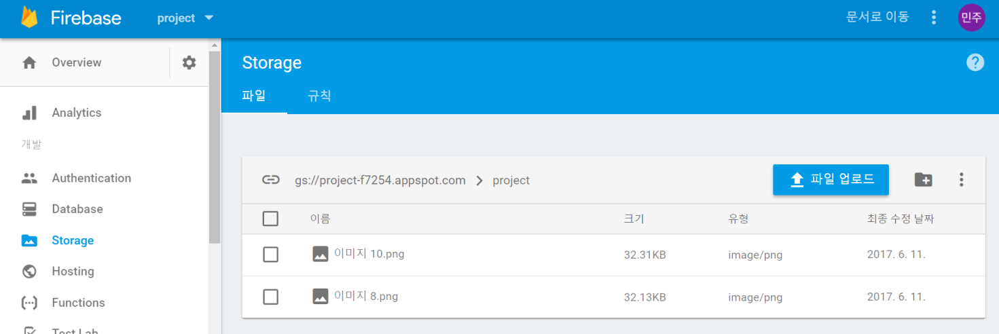 Firebase project 문서로 이동 민주
Overview
Storage
파일 규칙
Analytics
개발
Authentication
Database
Storage
Hosting
Functions
Test Lab
gs://project-f7254.appspot.com project 파일 업로드
이름 크기 유형 최종 수정 날짜
이미지 10.png 32.31KB image/png 2017. 6. 11.
이미지 8.png 32.13KB image/png 2017. 6. 11.